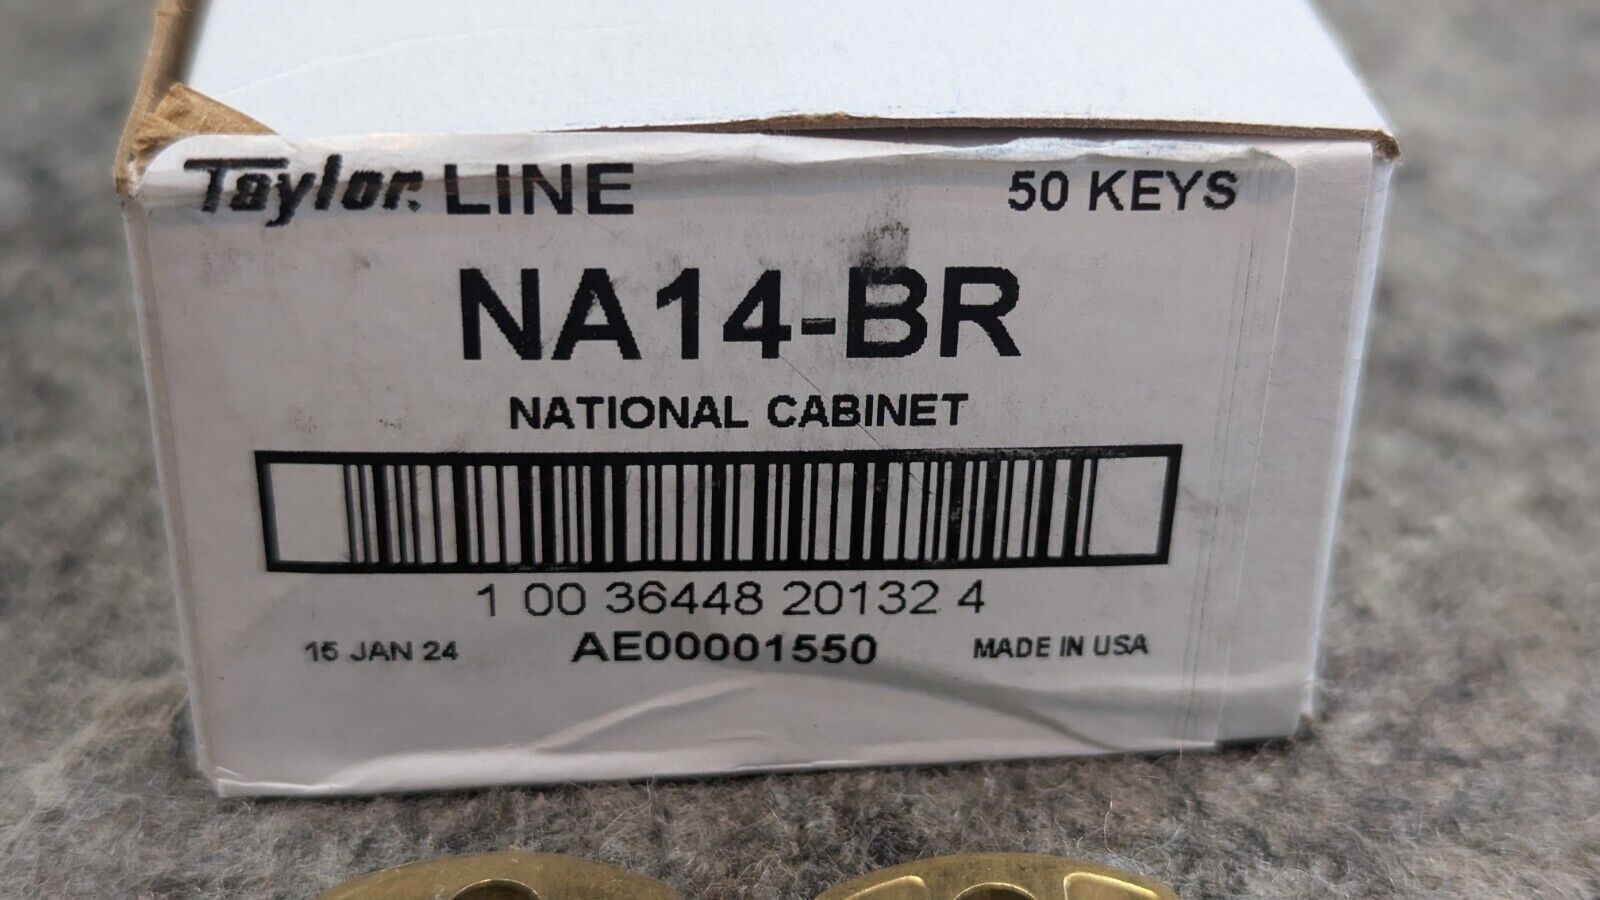 Taylor. LINE 50 KEYS
NA14-BR
NATIONAL CABINET
1 00 36448 20132 4
15 JAN 24 AE00001550 MADE IN USA